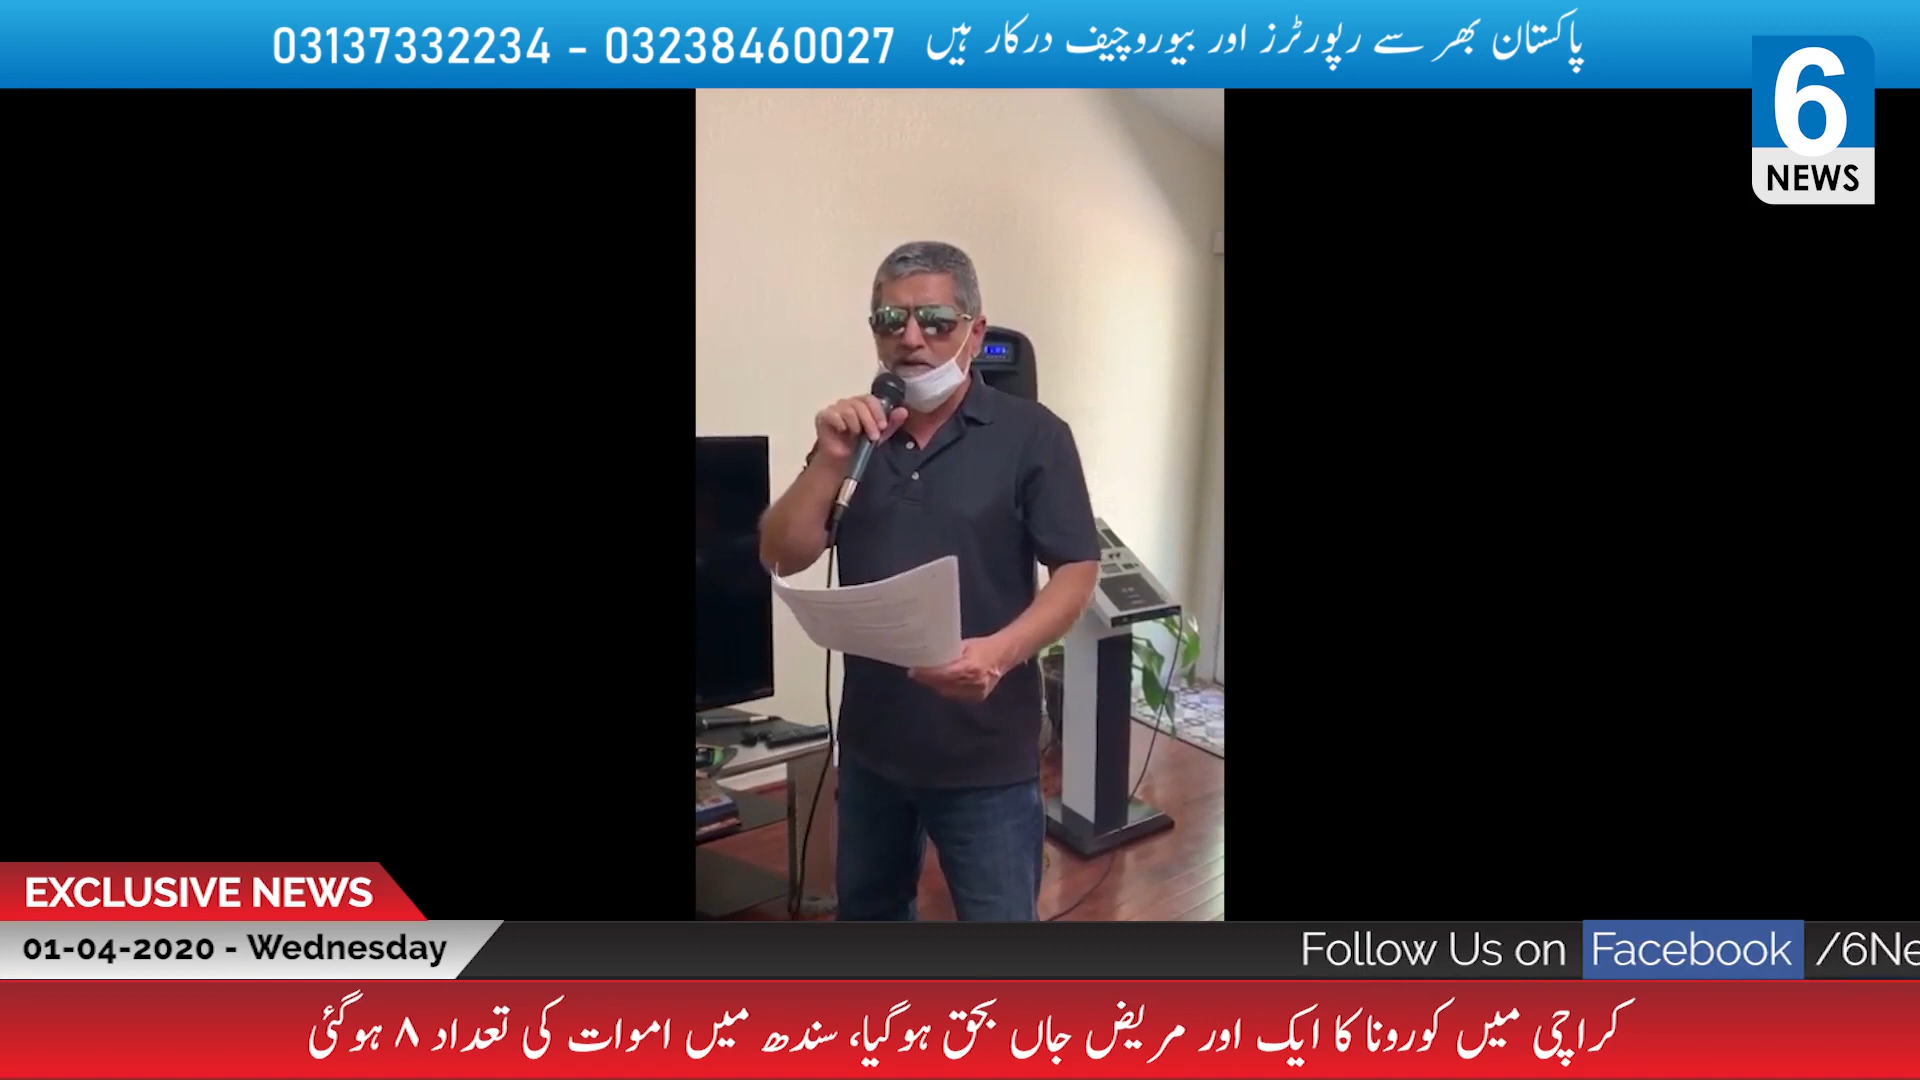 پاکستان بھر سے رپورٹرز اور بیوروچیف درکار ہیں 03238460027 - 03137332234
6
NEWS
EXCLUSIVE NEWS
01-04-2020 - Wednesday
Follow Us on Facebook /6Ne
کراچی میں کورونا کا ایک اور مریض جاں بحق ہوگیا، سندھ میں اموات کی تعداد ۸ ہوگئی